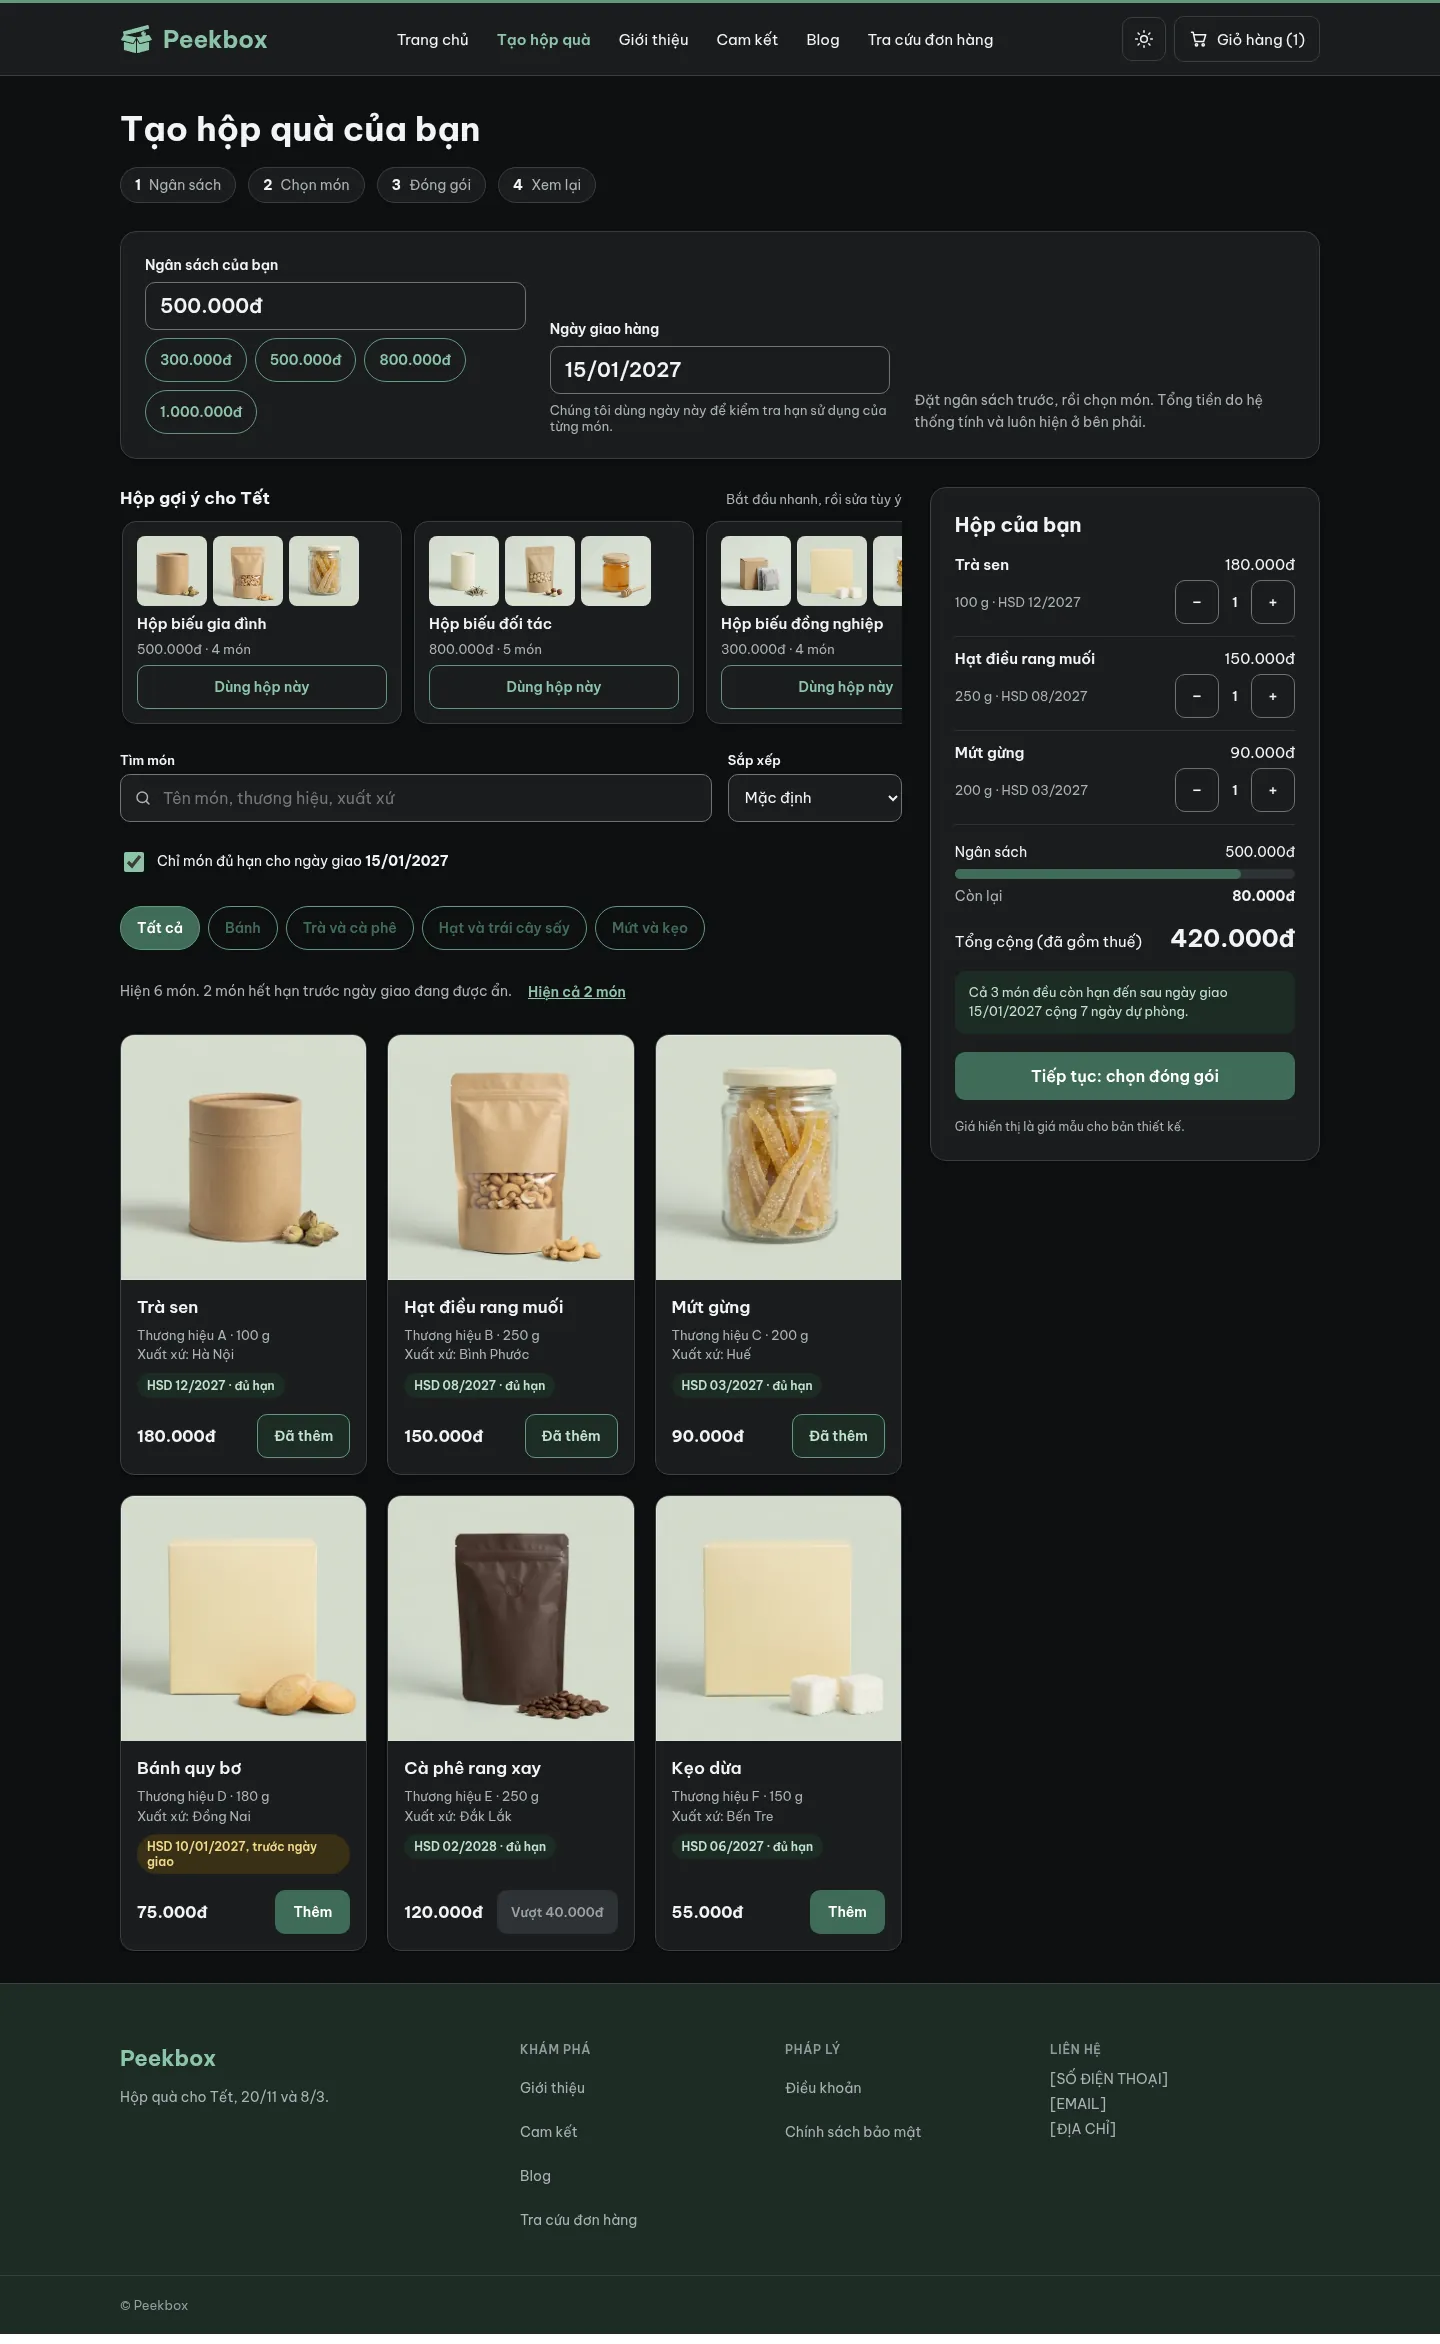 Peekbox
Trang chủ
Tạo hộp quà
Giới thiệu
Cam kết
Blog
Tra cứu đơn hàng
Giỏ hàng (1)
Tạo hộp quà của bạn
1 Ngân sách
2 Chọn món
3 Đóng gói
4 Xem lại
Ngân sách của bạn
500.000đ
300.000đ
500.000đ
800.000đ
1.000.000đ
Ngày giao hàng
15/01/2027
Chúng tôi dùng ngày này để kiểm tra hạn sử dụng của
từng món.
Đặt ngân sách trước, rồi chọn món. Tổng tiền do hệ
thống tính và luôn hiện ở bên phải.
Hộp gợi ý cho Tết
Bắt đầu nhanh, rồi sửa tùy ý
Hộp biếu gia đình
500.000đ · 4 món
Dùng hộp này
Hộp biếu đối tác
800.000đ · 5 món
Dùng hộp này
Hộp biếu đồng nghiệp
300.000đ · 4 món
Dùng hộp này
Tìm món
Tên món, thương hiệu, xuất xứ
Sắp xếp
Mặc định
Chỉ món đủ hạn cho ngày giao 15/01/2027
Tất cả
Bánh
Trà và cà phê
Hạt và trái cây sấy
Mứt và kẹo
Hiện 6 món. 2 món hết hạn trước ngày giao đang được ẩn.
Hiện cả 2 món
Trà sen
Thương hiệu A · 100 g
Xuất xứ: Hà Nội
HSD 12/2027 · đủ hạn
180.000đ
Đã thêm
Hạt điều rang muối
Thương hiệu B · 250 g
Xuất xứ: Bình Phước
HSD 08/2027 · đủ hạn
150.000đ
Đã thêm
Mứt gừng
Thương hiệu C · 200 g
Xuất xứ: Huế
HSD 03/2027 · đủ hạn
90.000đ
Đã thêm
Bánh quy bơ
Thương hiệu D · 180 g
Xuất xứ: Đồng Nai
HSD 10/01/2027, trước ngày
giao
75.000đ
Thêm
Cà phê rang xay
Thương hiệu E · 250 g
Xuất xứ: Đắk Lắk
HSD 02/2028 · đủ hạn
120.000đ
Vượt 40.000đ
Kẹo dừa
Thương hiệu F · 150 g
Xuất xứ: Bến Tre
HSD 06/2027 · đủ hạn
55.000đ
Thêm
Hộp của bạn
Trà sen
180.000đ
100 g · HSD 12/2027
− 1 +
Hạt điều rang muối
150.000đ
250 g · HSD 08/2027
− 1 +
Mứt gừng
90.000đ
200 g · HSD 03/2027
− 1 +
Ngân sách
500.000đ
Còn lại
80.000đ
Tổng cộng (đã gồm thuế)
420.000đ
Cả 3 món đều còn hạn đến sau ngày giao
15/01/2027 cộng 7 ngày dự phòng.
Tiếp tục: chọn đóng gói
Giá hiển thị là giá mẫu cho bản thiết kế.
Peekbox
Hộp quà cho Tết, 20/11 và 8/3.
KHÁM PHÁ
Giới thiệu
Cam kết
Blog
Tra cứu đơn hàng
PHÁP LÝ
Điều khoản
Chính sách bảo mật
LIÊN HỆ
[SỐ ĐIỆN THOẠI]
[EMAIL]
[ĐỊA CHỈ]
© Peekbox